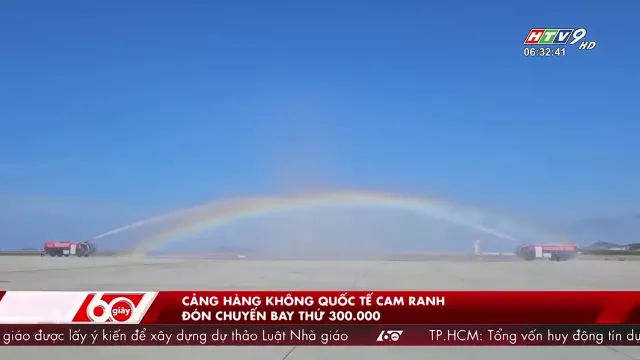 HTV9 HD
06:32:41
60 giây
CẢNG HÀNG KHÔNG QUỐC TẾ CAM RANH
ĐÓN CHUYẾN BAY THỨ 300.000
giáo được lấy ý kiến để xây dựng dự thảo Luật Nhà giáo 60 TP.HCM: Tổng vốn huy động tín dụ